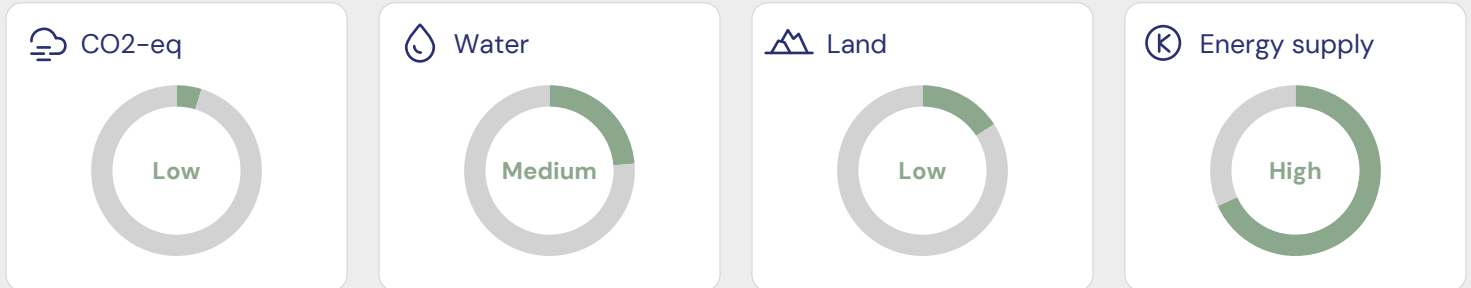 CO2-eq
Low
Water
Medium
Land
Low
Energy supply
High